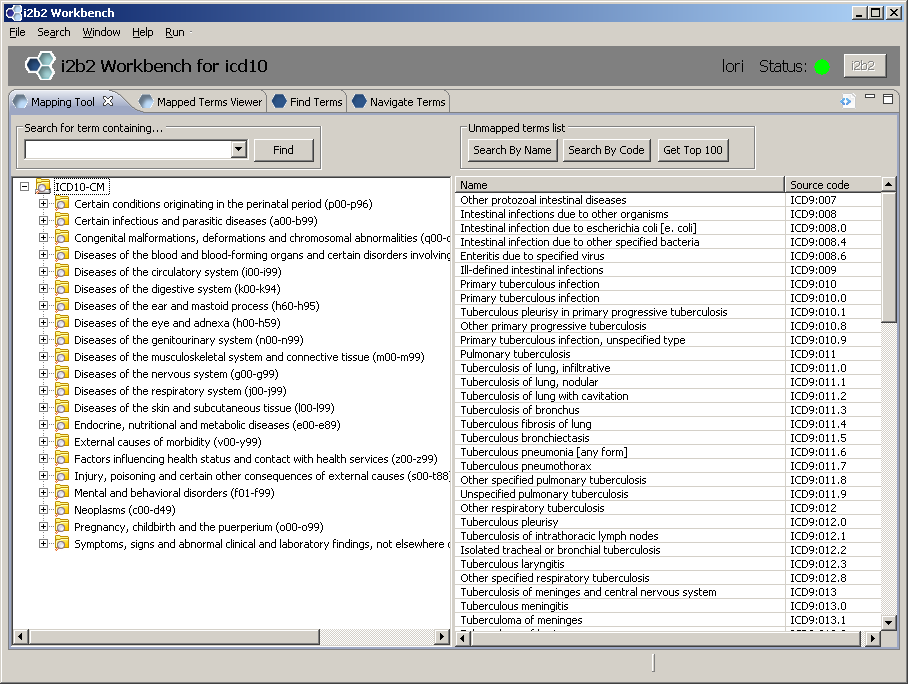 i2b2 Workbench
File Search Window Help Run
i2b2 Workbench for icd10
lori Status: i2b2
Mapping Tool Mapped Terms Viewer Find Terms Navigate Terms
Search for term containing...
Find
Unmapped terms list
Search By Name Search By Code Get Top 100
ICD10-CM
Certain conditions originating in the perinatal period (p00-p96)
Certain infectious and parasitic diseases (a00-b99)
Congenital malformations, deformations and chromosomal abnormalities (q00-
Diseases of the blood and blood-forming organs and certain disorders involving
Diseases of the circulatory system (i00-i99)
Diseases of the digestive system (k00-k94)
Diseases of the ear and mastoid process (h60-h95)
Diseases of the eye and adnexa (h00-h59)
Diseases of the genitourinary system (n00-n99)
Diseases of the musculoskeletal system and connective tissue (m00-m99)
Diseases of the nervous system (g00-g99)
Diseases of the respiratory system (j00-j99)
Diseases of the skin and subcutaneous tissue (l00-l99)
Endocrine, nutritional and metabolic diseases (e00-e89)
External causes of morbidity (v00-y99)
Factors influencing health status and contact with health services (z00-z99)
Injury, poisoning and certain other consequences of external causes (s00-t88)
Mental and behavioral disorders (f01-f99)
Neoplasms (c00-d49)
Pregnancy, childbirth and the puerperium (o00-o99)
Symptoms, signs and abnormal clinical and laboratory findings, not elsewhere
Name Source code
Other protozoal intestinal diseases ICD9:007
Intestinal infections due to other organisms ICD9:008
Intestinal infection due to escherichia coli [e. coli] ICD9:008.0
Intestinal infection due to other specified bacteria ICD9:008.4
Enteritis due to specified virus ICD9:008.6
Ill-defined intestinal infections ICD9:009
Primary tuberculous infection ICD9:010
Primary tuberculous infection ICD9:010.0
Tuberculous pleurisy in primary progressive tuberculosis ICD9:010.1
Other primary progressive tuberculosis ICD9:010.8
Primary tuberculous infection, unspecified type ICD9:010.9
Pulmonary tuberculosis ICD9:011
Tuberculosis of lung, infiltrative ICD9:011.0
Tuberculosis of lung, nodular ICD9:011.1
Tuberculosis of lung with cavitation ICD9:011.2
Tuberculosis of bronchus ICD9:011.3
Tuberculous fibrosis of lung ICD9:011.4
Tuberculous bronchiectasis ICD9:011.5
Tuberculous pneumonia [any form] ICD9:011.6
Tuberculous pneumothorax ICD9:011.7
Other specified pulmonary tuberculosis ICD9:011.8
Unspecified pulmonary tuberculosis ICD9:011.9
Other respiratory tuberculosis ICD9:012
Tuberculous pleurisy ICD9:012.0
Tuberculosis of intrathoracic lymph nodes ICD9:012.1
Isolated tracheal or bronchial tuberculosis ICD9:012.2
Tuberculous laryngitis ICD9:012.3
Other specified respiratory tuberculosis ICD9:012.8
Tuberculosis of meninges and central nervous system ICD9:013
Tuberculous meningitis ICD9:013.0
Tuberculoma of meninges ICD9:013.1